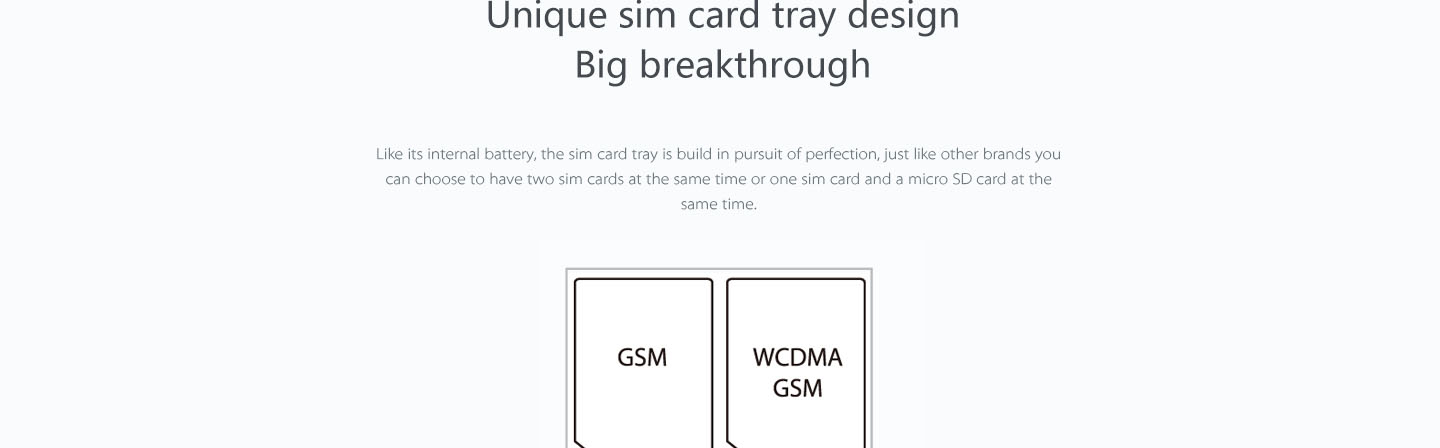 Unique sim card tray design
Big breakthrough
Like its internal battery, the sim card tray is build in pursuit of perfection, just like other brands you
can choose to have two sim cards at the same time or one sim card and a micro SD card at the
same time.
GSM
WCDMA
GSM